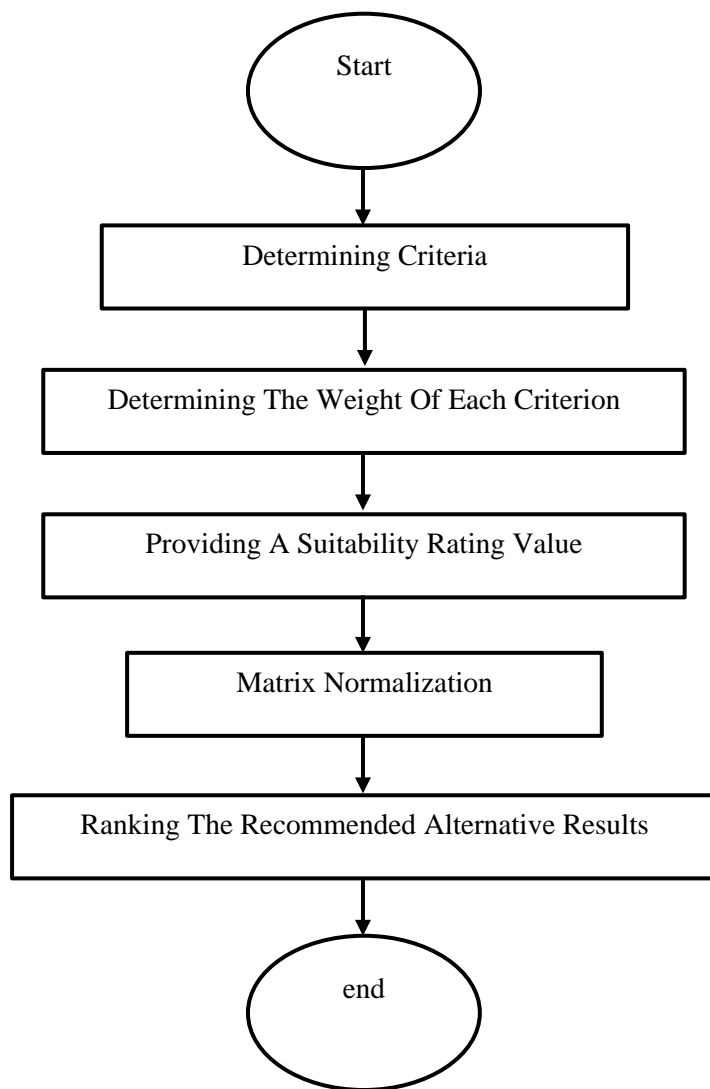 Start
Determining Criteria
Determining The Weight Of Each Criterion
Providing A Suitability Rating Value
Matrix Normalization
Ranking The Recommended Alternative Results
end